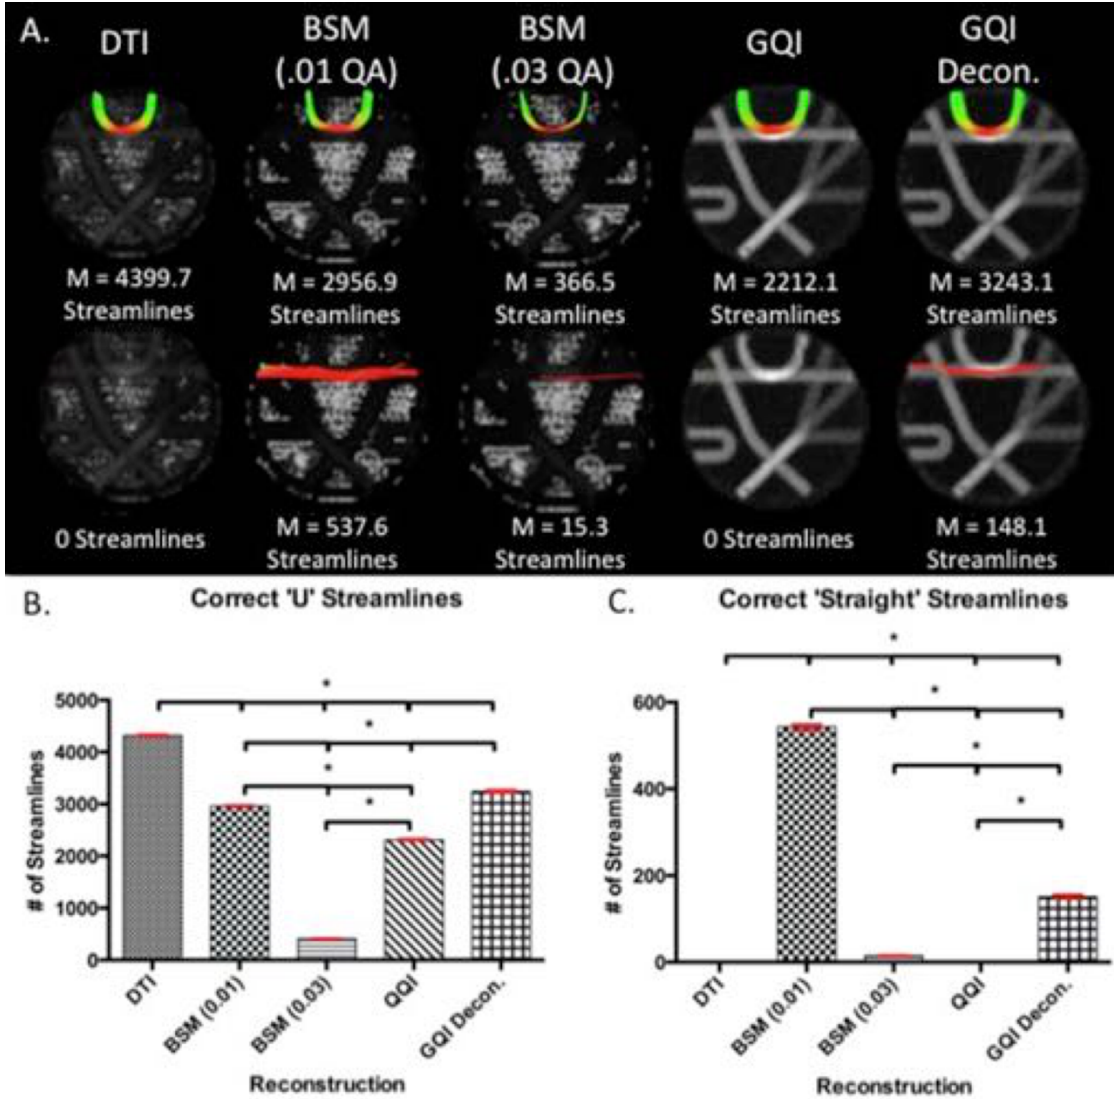 A.
DTI
BSM
(.01 QA)
BSM
(.03 QA)
GQI
GQI
Decon.
M = 4399.7
Streamlines
M = 2956.9
Streamlines
M = 366.5
Streamlines
M = 2212.1
Streamlines
M = 3243.1
Streamlines
0 Streamlines
M = 537.6
Streamlines
M = 15.3
Streamlines
0 Streamlines
M = 148.1
Streamlines
B.
Correct 'U' Streamlines
# of Streamlines
5000
4000
3000
2000
1000
0
*
*
*
*
DTI
BSM (0.01)
BSM (0.03)
QQI
GQI Decon.
Reconstruction
C.
Correct 'Straight' Streamlines
# of Streamlines
600
400
200
0
*
*
*
*
DTI
BSM (0.01)
BSM (0.03)
QQI
GQI Decon.
Reconstruction